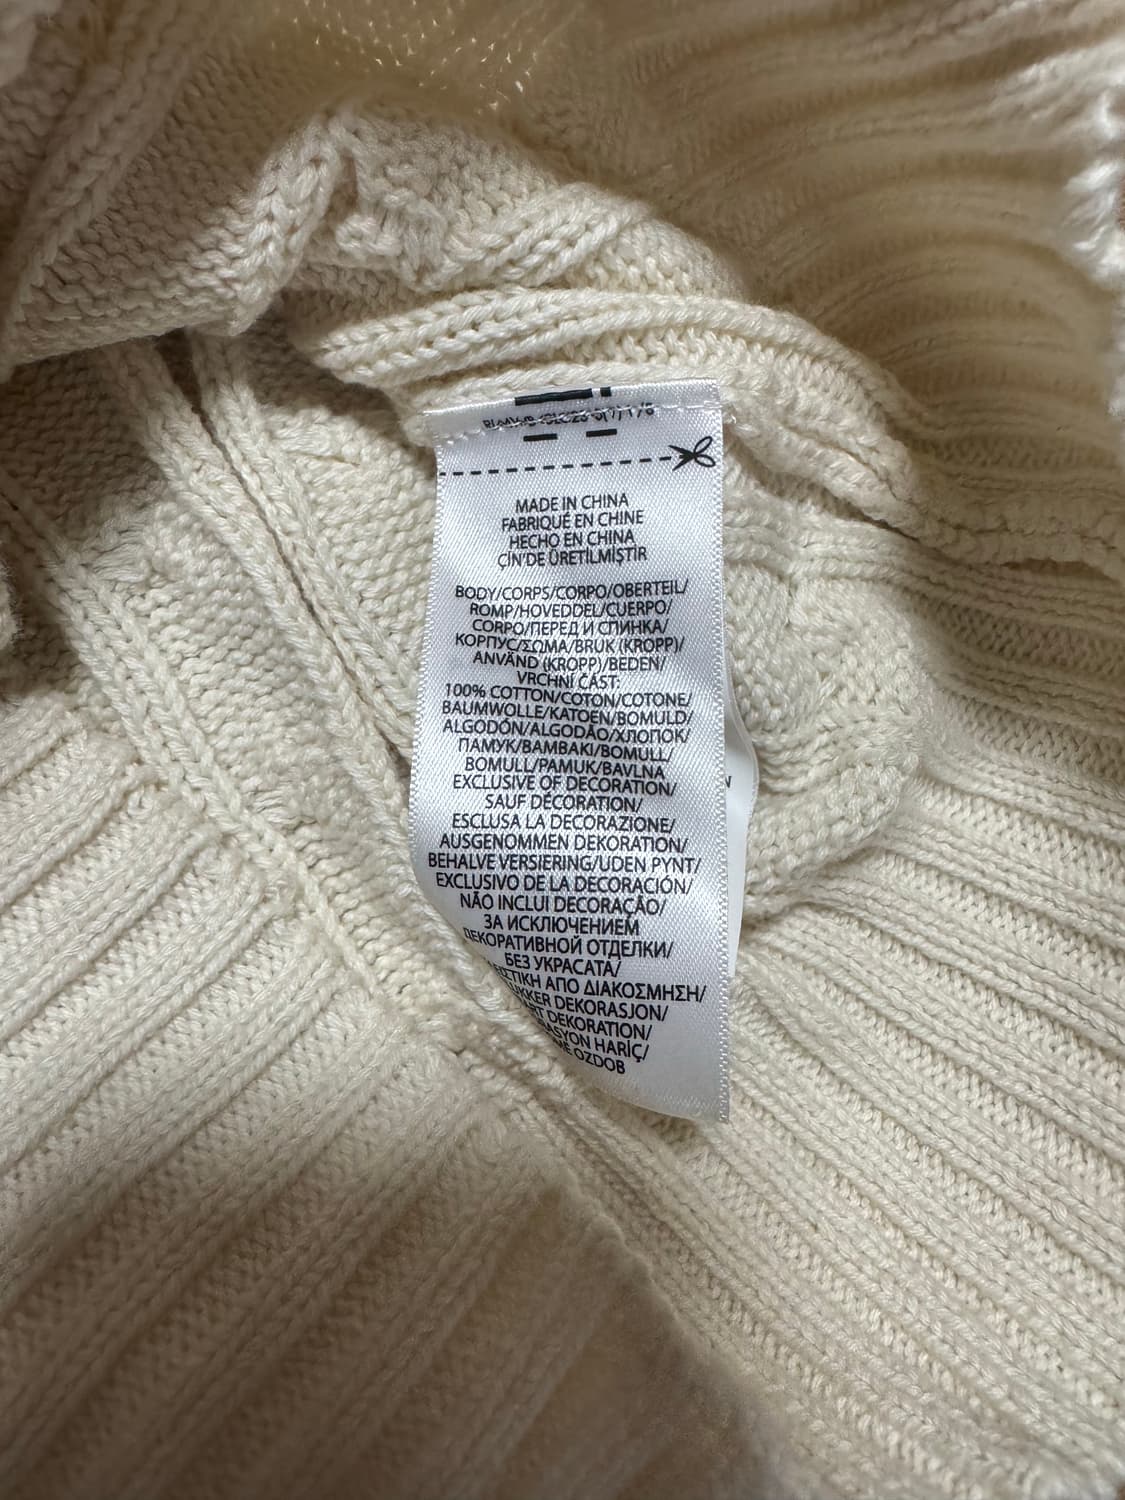 MADE IN CHINA
FABRIQUÉ EN CHINE
HECHO EN CHINA
ÇİN'DE ÜRETİLMİŞTİR
BODY/CORPS/CORPO/OBERTEIL/
ROMP/HOVEDDEL/CUERPO/
CORPO/ПЕРЕД И СПИНКА/
КОРПУС/ΣΩΜΑ/BRUK (KROPP)/
ANVÄND (KROPP)/BEDEN/
VRCHNÍ ČÁST:
100% COTTON/COTON/COTONE/
BAUMWOLLE/KATOEN/BOMULD/
ALGODÓN/ALGODÃO/ХЛОПОК/
ПАМУК/ΒΑΜΒΑΚΙ/BOMULL/
BOMULL/PAMUK/BAVLNA
EXCLUSIVE OF DECORATION/
SAUF DÉCORATION/
ESCLUSA LA DECORAZIONE/
AUSGENOMMEN DEKORATION/
BEHALVE VERSIERING/UDEN PYNT/
EXCLUSIVO DE LA DECORACIÓN/
NÃO INCLUI DECORAÇÃO/
ЗА ИСКЛЮЧЕНИЕМ
ДЕКОРАТИВНОЙ ОТДЕЛКИ/
БЕЗ УКРАСАТА/
ΑΠΟ ΔΙΑΚΟΣΜΗΣΗ/
DEKORASJON/
DEKORATION/
HARİÇ/
OZDOB